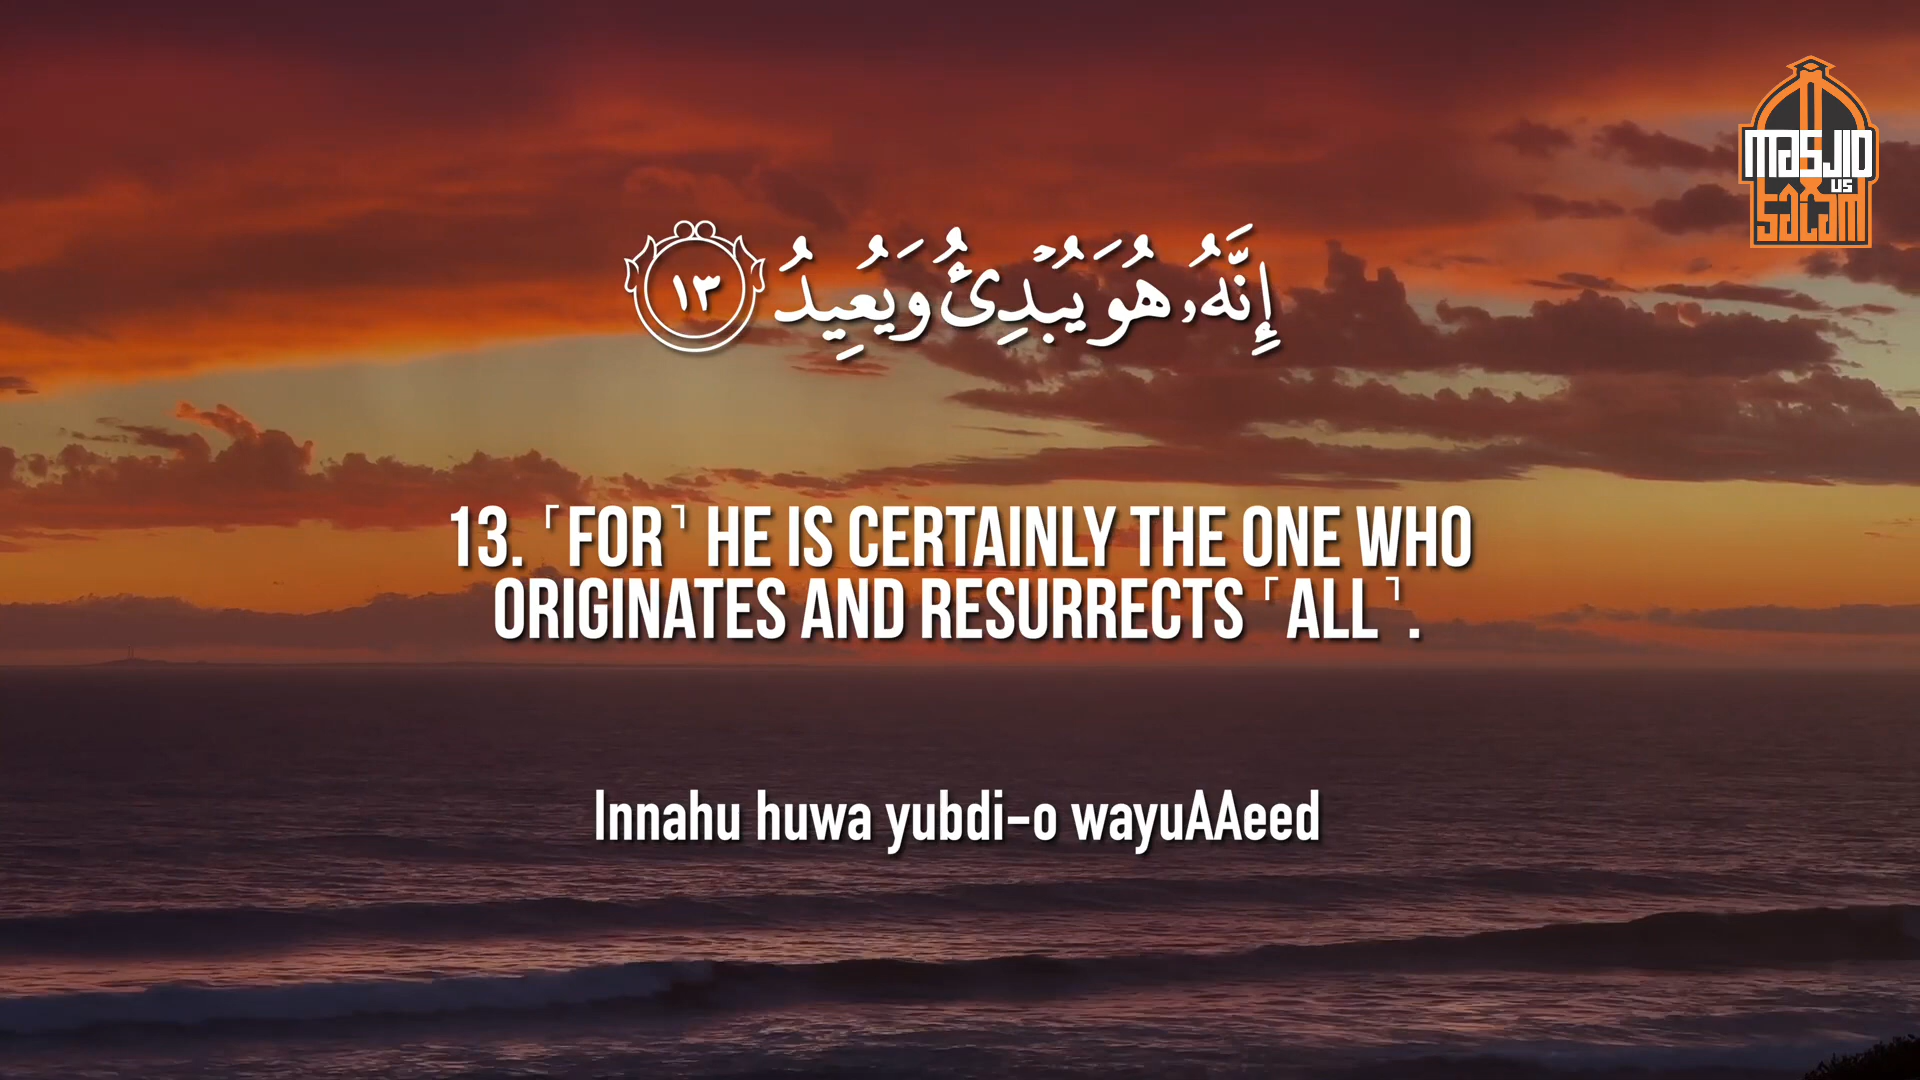 إِنَّهُۥ هُوَ يُبْدِئُ وَيُعِيدُ ١٣
13. ⸢FOR⸣ HE IS CERTAINLY THE ONE WHO
ORIGINATES AND RESURRECTS ⸢ALL⸣.
Innahu huwa yubdi-o wayuAAeed
MASJID
US
SALAM